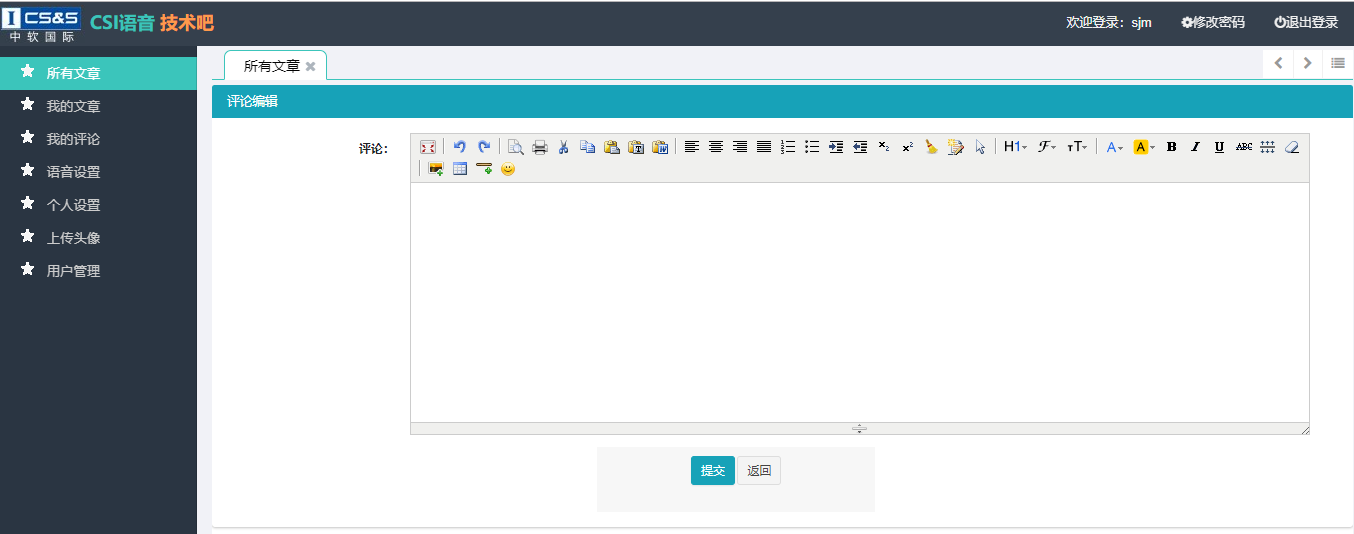 CS&S
中软国际
CSI语音 技术吧
欢迎登录：sjm
修改密码
退出登录
所有文章
我的文章
我的评论
语音设置
个人设置
上传头像
用户管理
所有文章
评论编辑
评论：
H1
F
тT
A
A
B
I
U
ABC
提交
返回